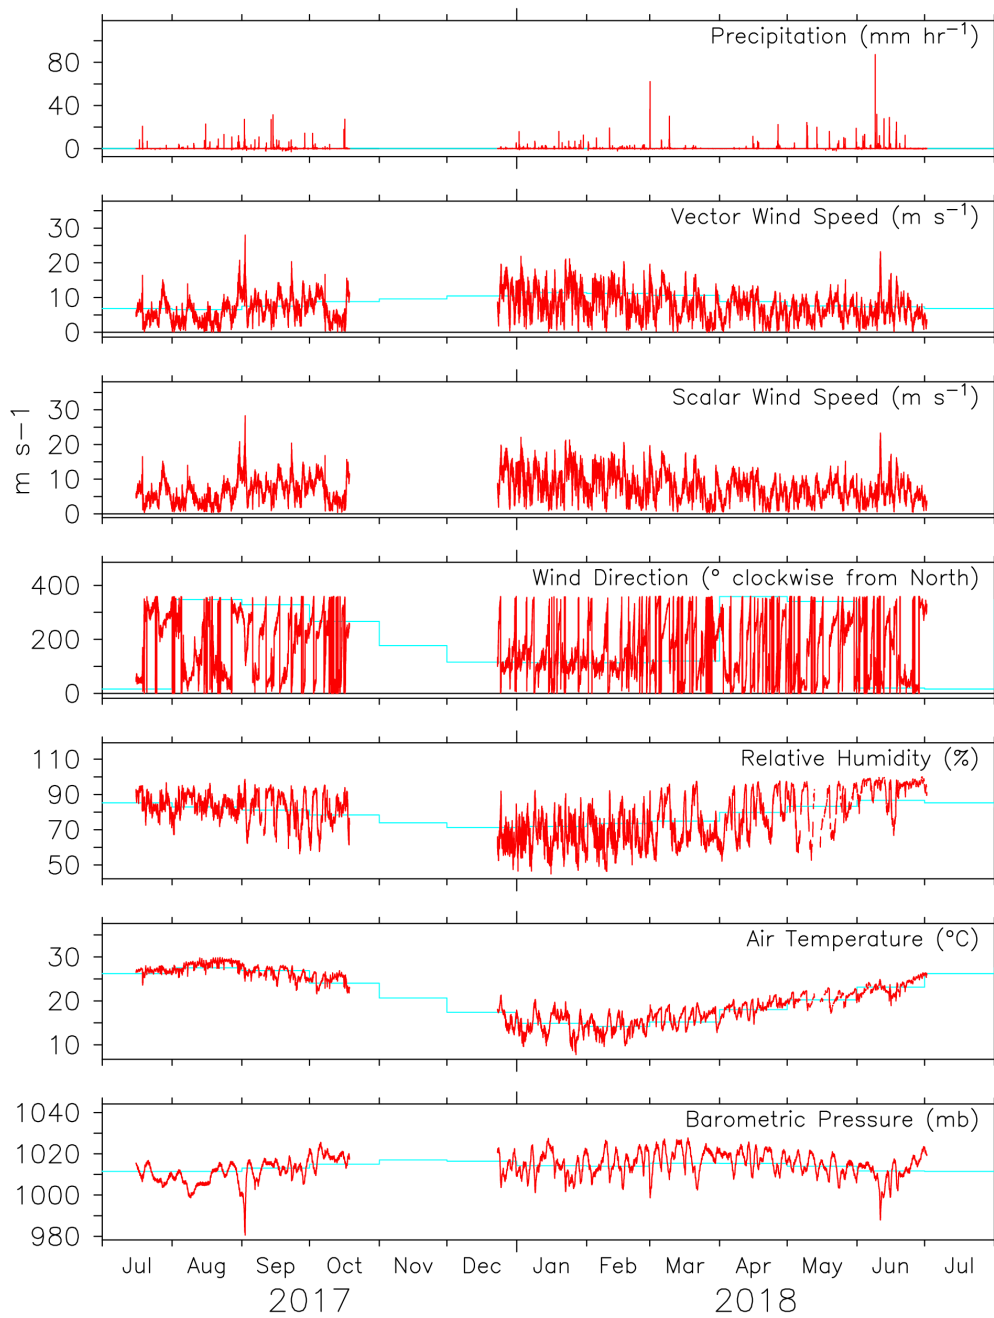 Precipitation (mm hr⁻¹)
80
40
0
Vector Wind Speed (m s⁻¹)
30
20
10
0
Scalar Wind Speed (m s⁻¹)
30
20
10
0
m s-1
Wind Direction (° clockwise from North)
400
200
0
Relative Humidity (%)
110
90
70
50
Air Temperature (°C)
30
20
10
Barometric Pressure (mb)
1040
1020
1000
980
Jul Aug Sep Oct Nov Dec Jan Feb Mar Apr May Jun Jul
2017 2018